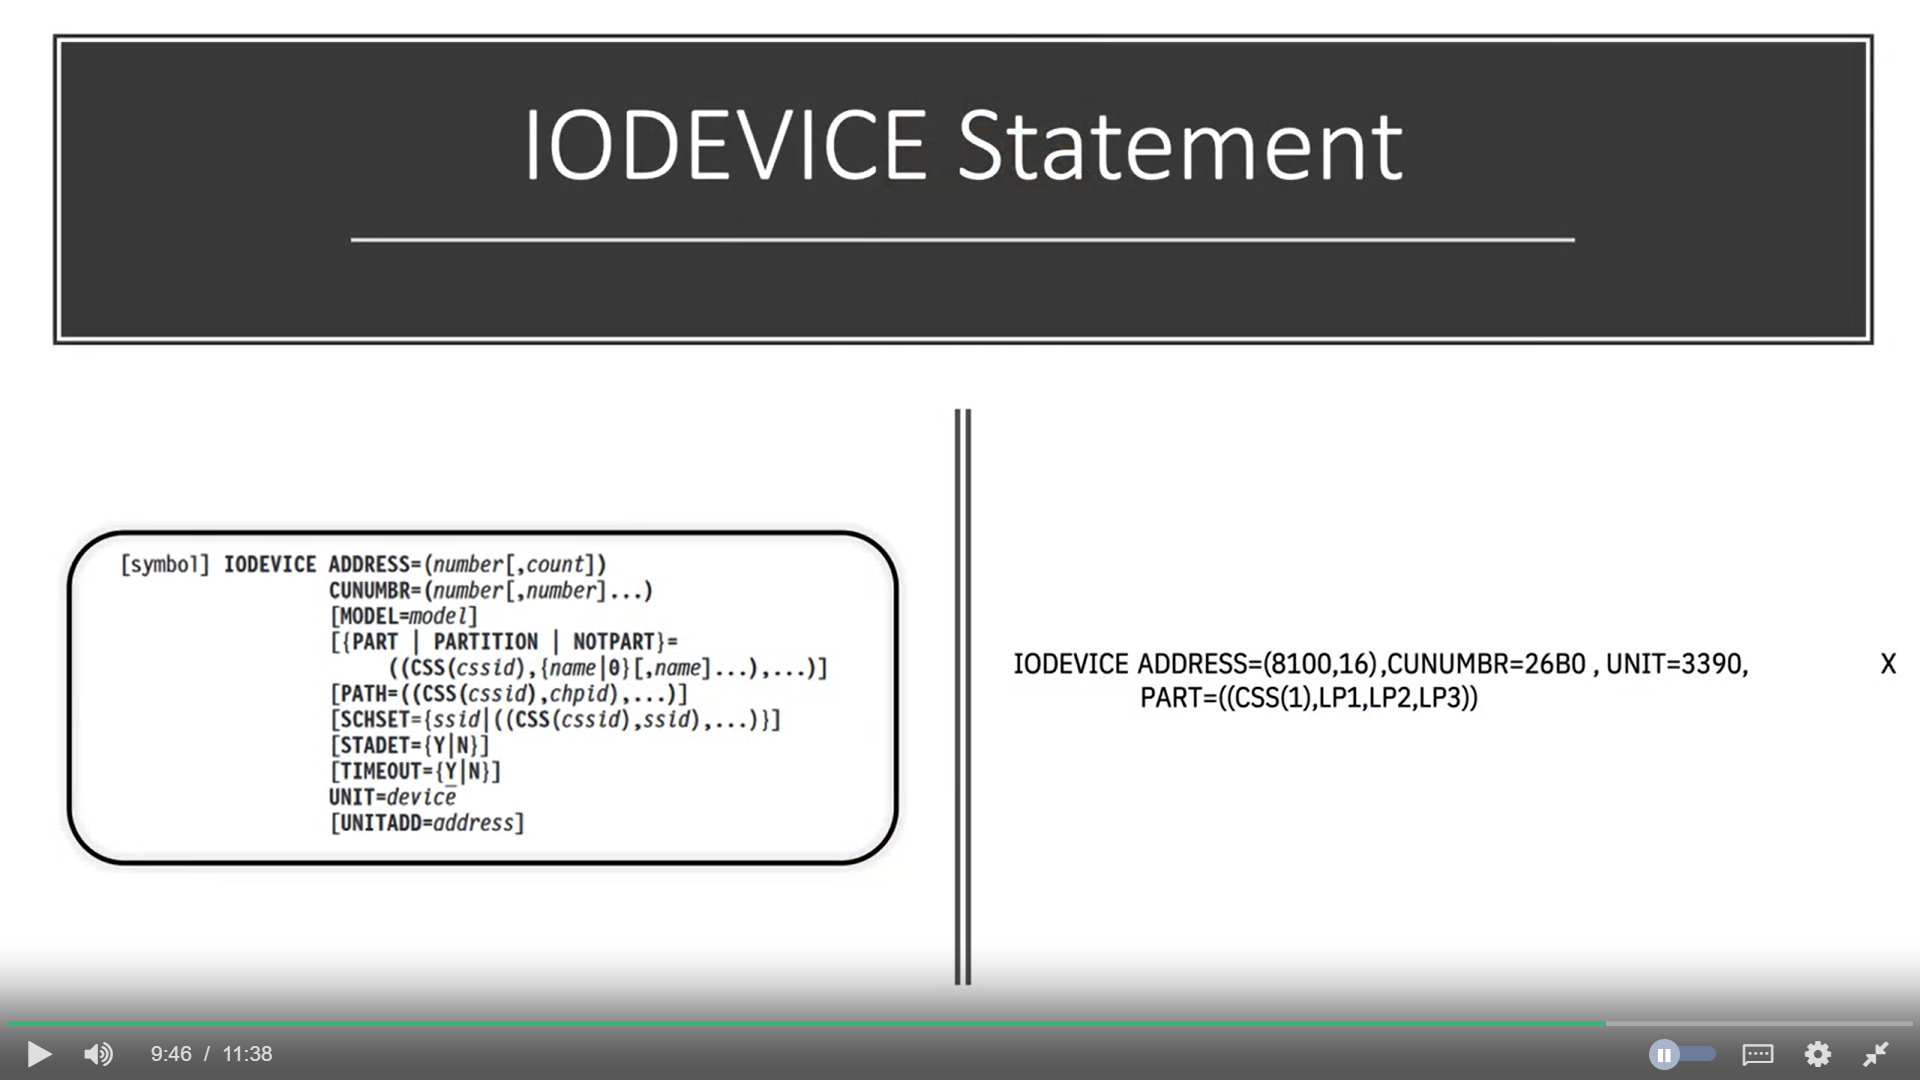 IODEVICE Statement
[symbol] IODEVICE ADDRESS=(number[,count])
CUNUMBR=(number[,number]...)
[MODEL=model]
[{PART | PARTITION | NOTPART}=
((CSS(cssid),{name|0}[,name]...),...)]
[PATH=((CSS(cssid),chpid),...)]
[SCHSET={ssid|((CSS(cssid),ssid),...)}]
[STADET={Y|N}]
[TIMEOUT={Y|N}]
UNIT=device
[UNITADD=address]
IODEVICE ADDRESS=(8100,16),CUNUMBR=26B0 , UNIT=3390, X
PART=((CSS(1),LP1,LP2,LP3))
9:46 / 11:38